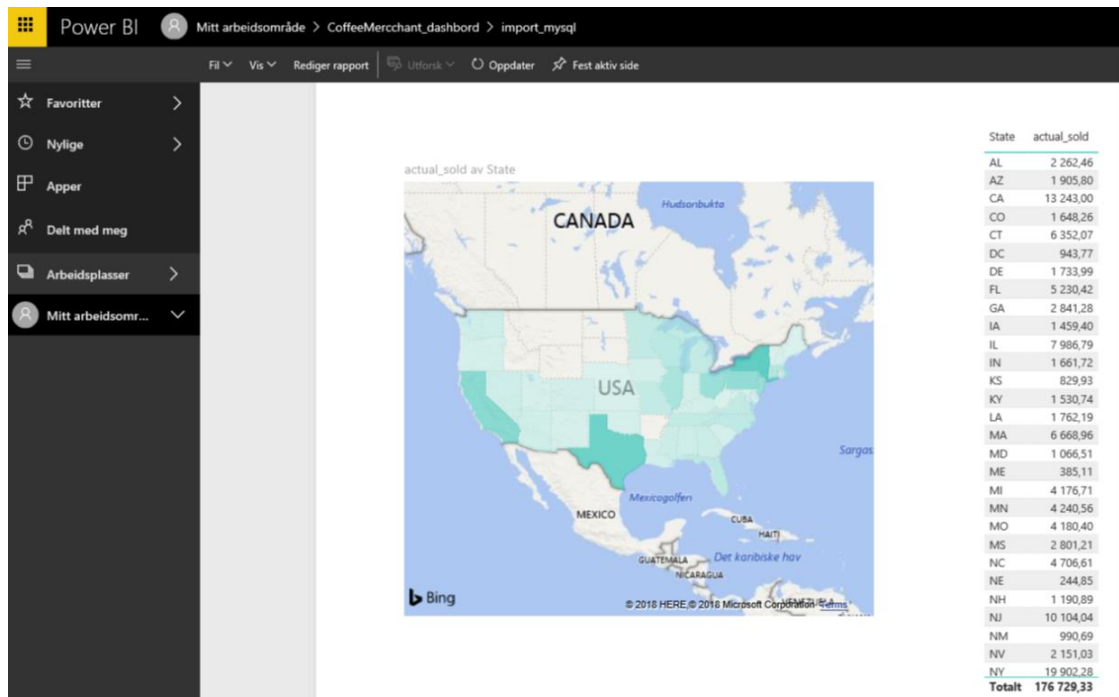 Power BI Mitt arbeidsområde > CoffeeMercchant_dashbord > import_mysql
Fil Vis Rediger rapport Utforsk Oppdater Fest aktiv side
Favoritter
Nylige
Apper
Delt med meg
Arbeidsplasser
Mitt arbeidsomr...
actual_sold av State
Hudsonbukta
CANADA
USA
Sargas
Mexicogolfen
MEXICO
CUBA
HAITI
GUATEMALA
Det karibiske hav
NICARAGUA
VENEZUELA
Bing
© 2018 HERE, © 2018 Microsoft Corporation Terms
State actual_sold
AL 2 262,46
AZ 1 905,80
CA 13 243,00
CO 1 648,26
CT 6 352,07
DC 943,77
DE 1 733,99
FL 5 230,42
GA 2 841,28
IA 1 459,40
IL 7 986,79
IN 1 661,72
KS 829,93
KY 1 530,74
LA 1 762,19
MA 6 668,96
MD 1 066,51
ME 385,11
MI 4 176,71
MN 4 240,56
MO 4 180,40
MS 2 801,21
NC 4 706,61
NE 244,85
NH 1 190,89
NJ 10 104,04
NM 990,69
NV 2 151,03
NY 19 902,28
Totalt 176 729,33